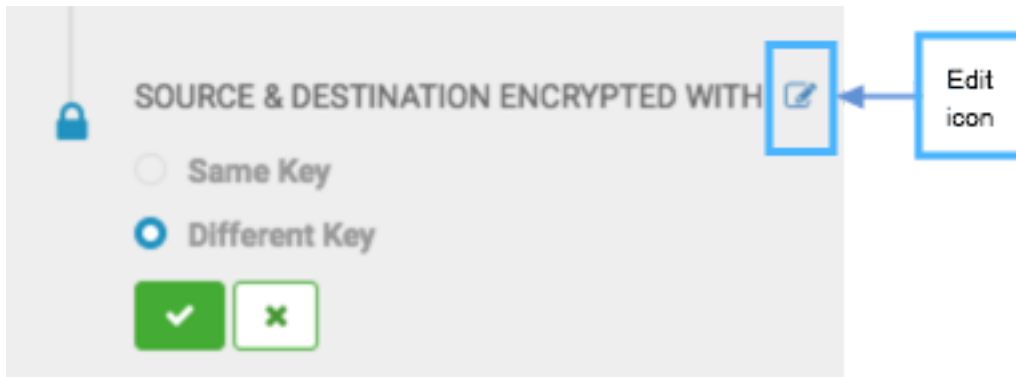 SOURCE & DESTINATION ENCRYPTED WITH
Edit
icon
Same Key
Different Key